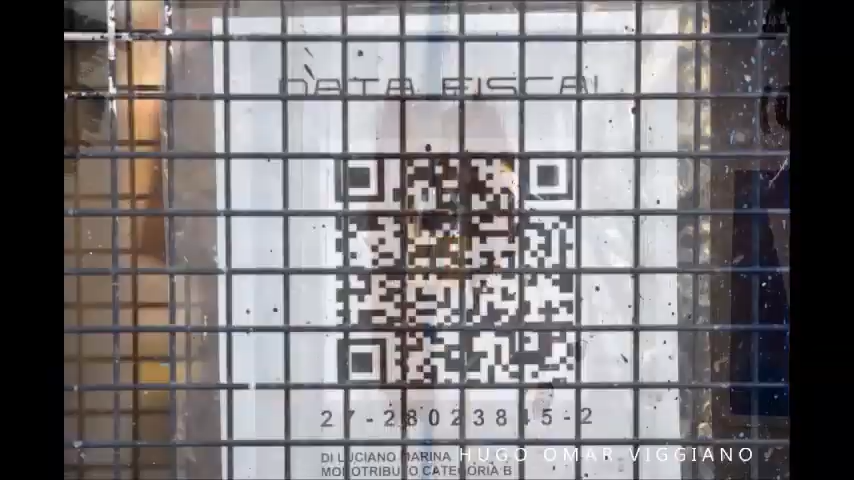 DATA FISCAL
27-28023845-2
DI LUCIANO MARINA
HUGO OMAR VIGGIANO
MONOTRIBUTO CATEGORIA B